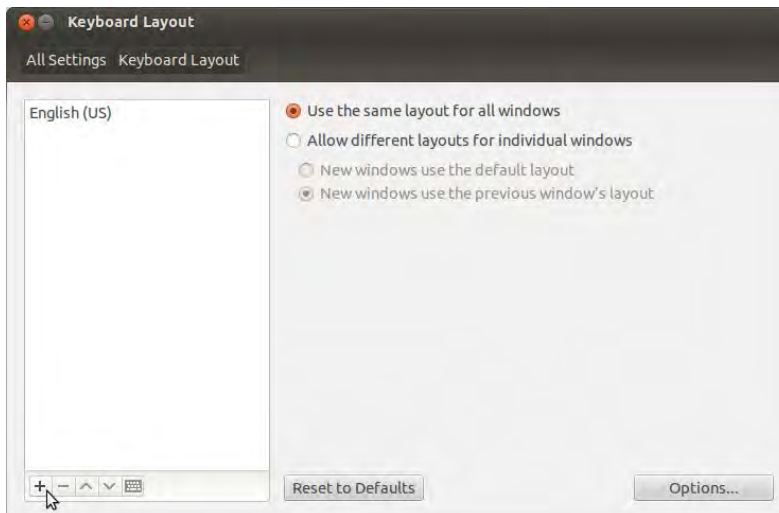 Keyboard Layout
All Settings Keyboard Layout
English (US)
Use the same layout for all windows
Allow different layouts for individual windows
New windows use the default layout
New windows use the previous window's layout
Reset to Defaults
Options...